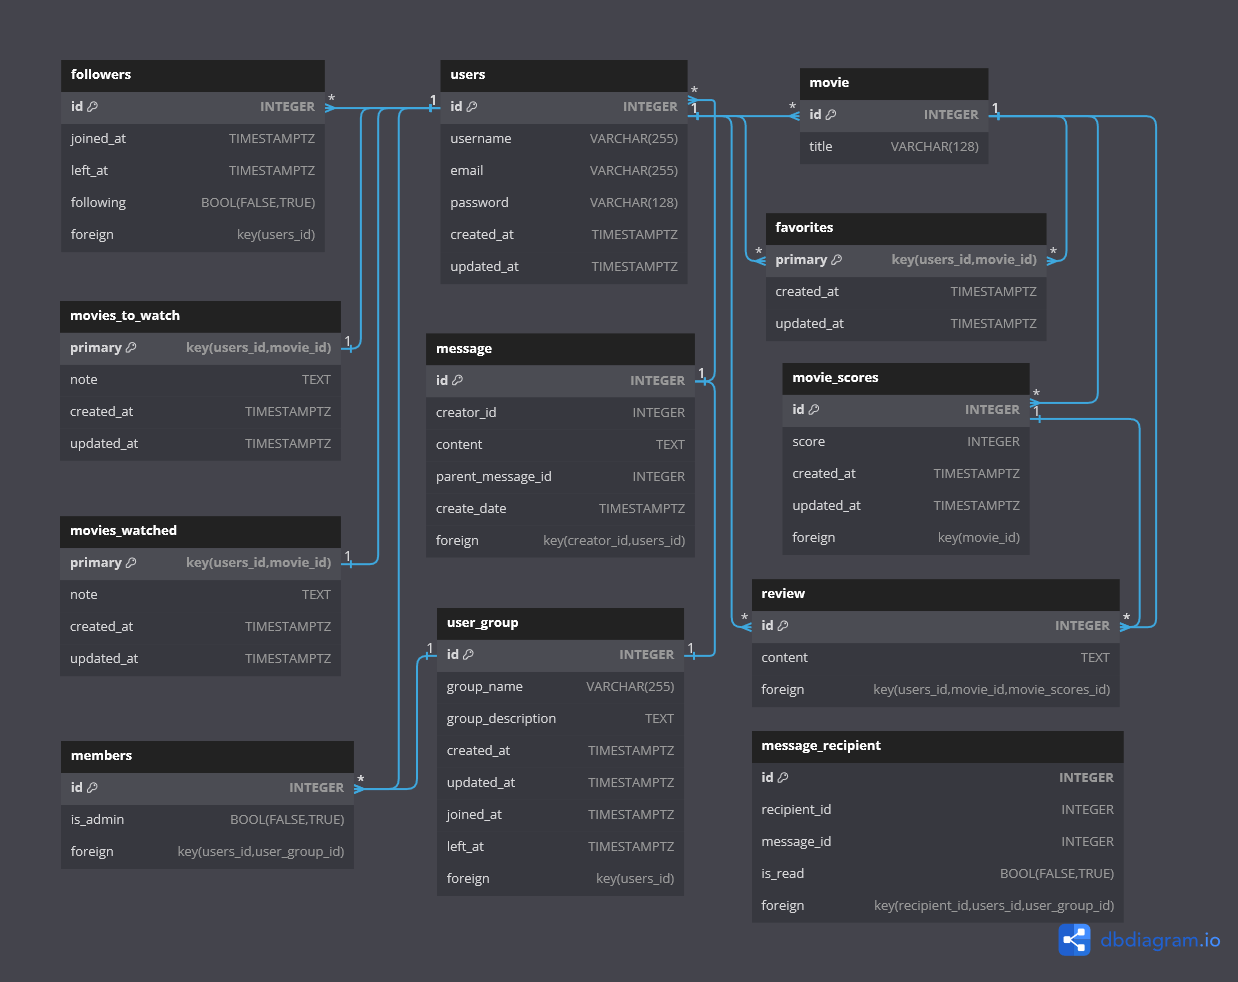 followers
id INTEGER
joined_at TIMESTAMPTZ
left_at TIMESTAMPTZ
following BOOL(FALSE,TRUE)
foreign key(users_id)
* 1
users
id INTEGER
username VARCHAR(255)
email VARCHAR(255)
password VARCHAR(128)
created_at TIMESTAMPTZ
updated_at TIMESTAMPTZ
*
1 *
movie
id INTEGER
title VARCHAR(128)
1
favorites
* primary key(users_id,movie_id) *
created_at TIMESTAMPTZ
updated_at TIMESTAMPTZ
movies_to_watch
primary key(users_id,movie_id) 1
note TEXT
created_at TIMESTAMPTZ
updated_at TIMESTAMPTZ
message
id INTEGER 1
creator_id INTEGER
content TEXT
parent_message_id INTEGER
create_date TIMESTAMPTZ
foreign key(creator_id,users_id)
movie_scores
*
id INTEGER 1
score INTEGER
created_at TIMESTAMPTZ
updated_at TIMESTAMPTZ
foreign key(movie_id)
movies_watched
primary key(users_id,movie_id) 1
note TEXT
created_at TIMESTAMPTZ
updated_at TIMESTAMPTZ
review
* id INTEGER *
content TEXT
foreign key(users_id,movie_id,movie_scores_id)
user_group
1 id INTEGER 1
group_name VARCHAR(255)
group_description TEXT
created_at TIMESTAMPTZ
updated_at TIMESTAMPTZ
joined_at TIMESTAMPTZ
left_at TIMESTAMPTZ
foreign key(users_id)
members
id INTEGER *
is_admin BOOL(FALSE,TRUE)
foreign key(users_id,user_group_id)
message_recipient
id INTEGER
recipient_id INTEGER
message_id INTEGER
is_read BOOL(FALSE,TRUE)
foreign key(recipient_id,users_id,user_group_id)
dbdiagram.io